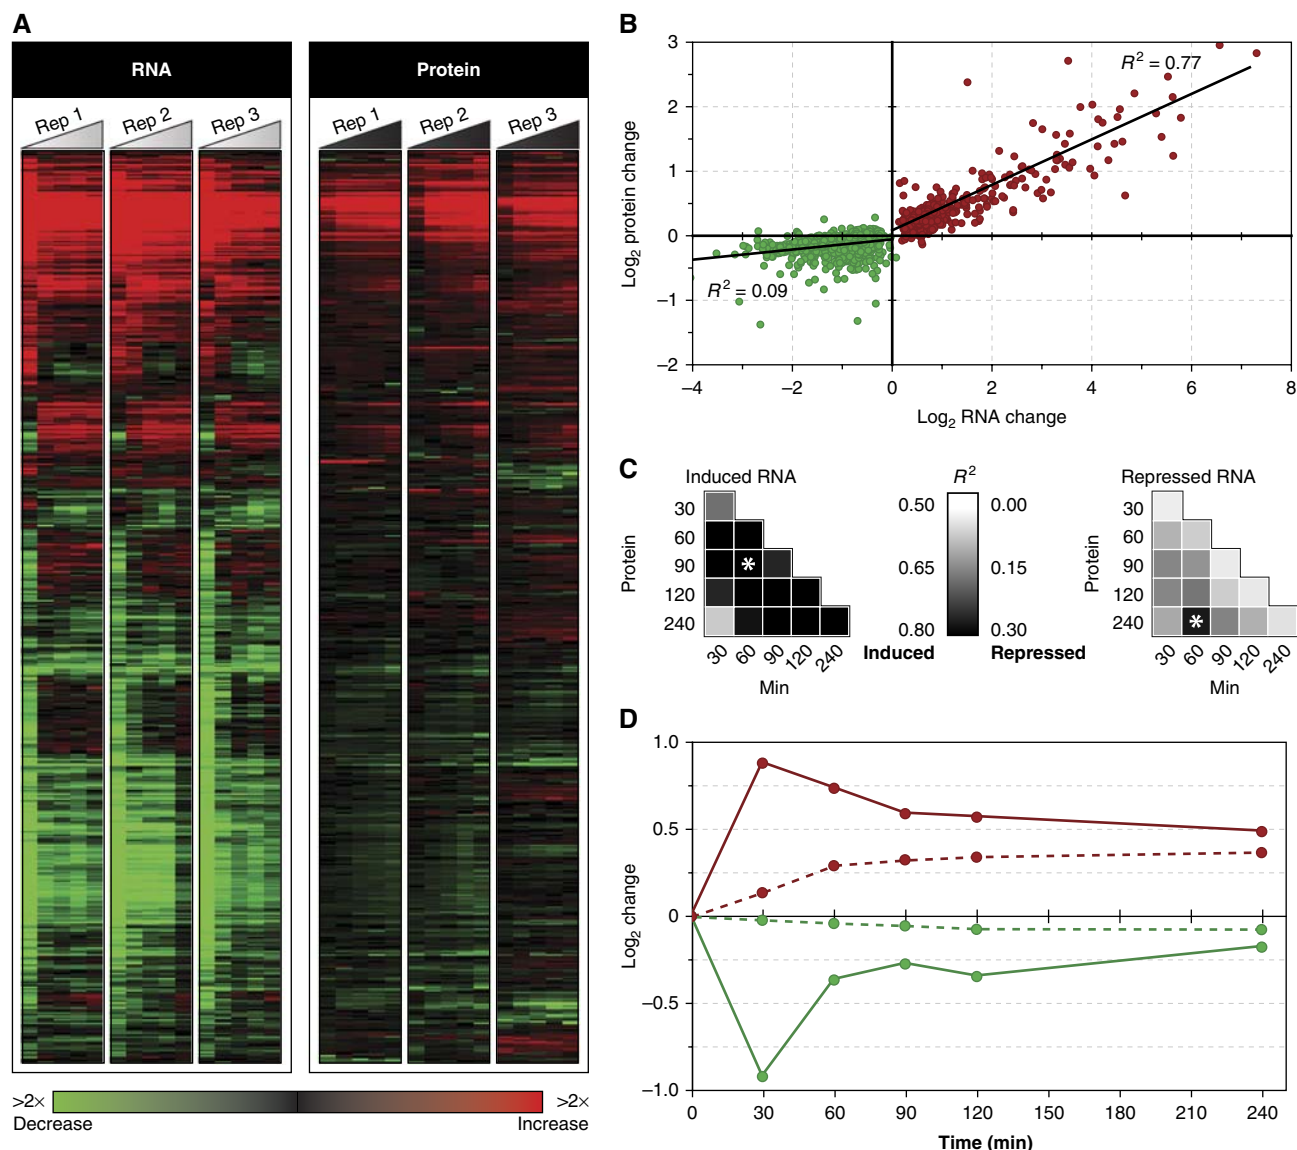 A
RNA
Protein
Rep 1
Rep 2
Rep 3
Rep 1
Rep 2
Rep 3
>2×
>2×
Decrease
Increase
B
3
2
1
0
−1
−2
Log2 protein change
R2 = 0.77
R2 = 0.09
−4
−2
0
2
4
6
8
Log2 RNA change
C
Induced RNA
R2
Repressed RNA
Protein
30
60
90
120
240
*
30
60
90
120
240
Min
0.50
0.00
0.65
0.15
0.80
0.30
Induced
Repressed
Protein
30
60
90
120
240
*
30
60
90
120
240
Min
D
1.0
0.5
0
−0.5
−1.0
Log2 change
0
30
60
90
120
150
180
210
240
Time (min)